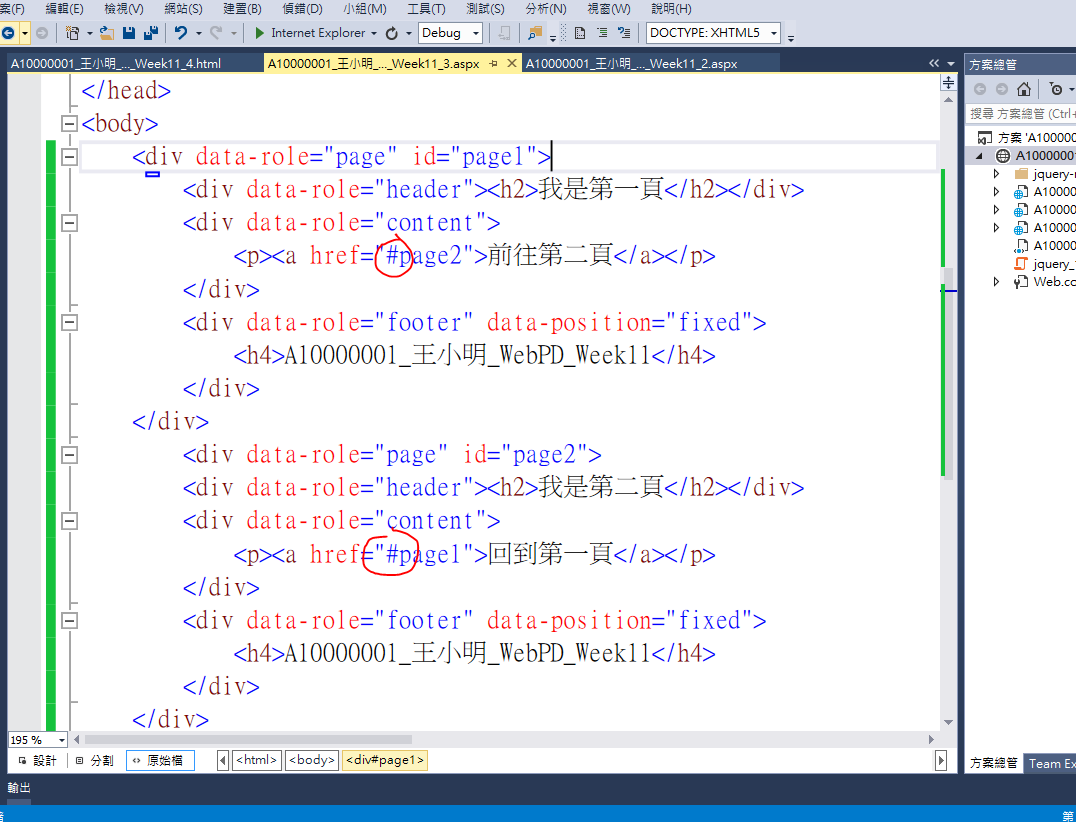 案(F) 編輯(E) 檢視(V) 網站(S) 建置(B) 偵錯(D) 小組(M) 工具(T) 測試(S) 分析(N) 視窗(W) 說明(H)
Internet Explorer Debug DOCTYPE: XHTML5
A10000001_王小明_..._Week11_4.html A10000001_王小明_..._Week11_3.aspx A10000001_王小明_..._Week11_2.aspx
方案總管
搜尋 方案總管 (Ctrl+
方案 'A100000
A1000001
jquery-
A10000
A10000
A10000
A10000
jquery_
Web.co
</head>
<body>
<div data-role="page" id="page1">
<div data-role="header"><h2>我是第一頁</h2></div>
<div data-role="content">
<p><a href="#page2">前往第二頁</a></p>
</div>
<div data-role="footer" data-position="fixed">
<h4>A10000001_王小明_WebPD_Week11</h4>
</div>
</div>
<div data-role="page" id="page2">
<div data-role="header"><h2>我是第二頁</h2></div>
<div data-role="content">
<p><a href="#page1">回到第一頁</a></p>
</div>
<div data-role="footer" data-position="fixed">
<h4>A10000001_王小明_WebPD_Week11</h4>
</div>
</div>
195 %
設計 分割 原始檔 <html> <body> <div#page1>
方案總管 Team Ex
輸出
第